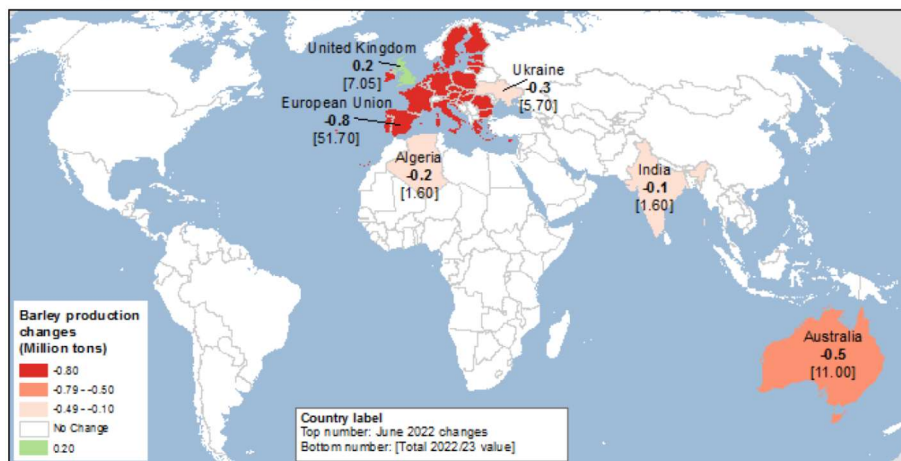 United Kingdom
0.2
[7.05]
European Union
-0.8
[51.70]
Ukraine
-0.3
[5.70]
Algeria
-0.2
[1.60]
India
-0.1
[1.60]
Australia
-0.5
[11.00]
Barley production
changes
(Million tons)
-0.80
-0.79 - -0.50
-0.49 - -0.10
No Change
0.20
Country label
Top number: June 2022 changes
Bottom number: [Total 2022/23 value]